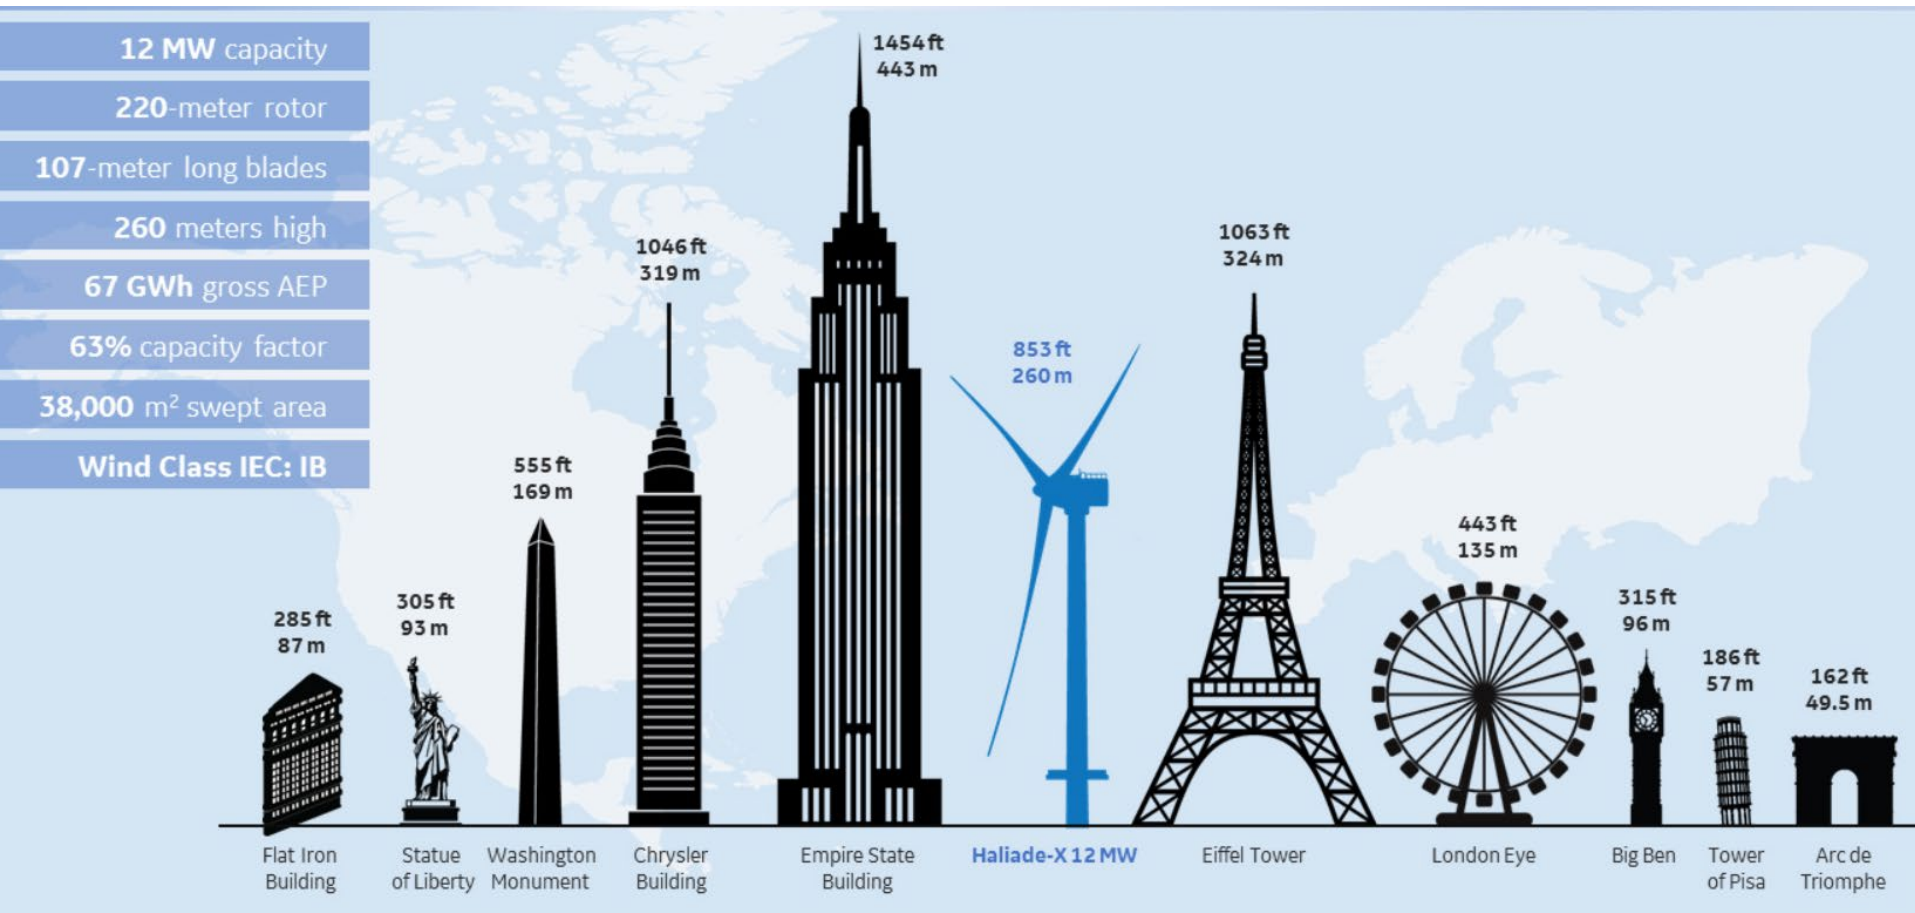 12 MW capacity
220-meter rotor
107-meter long blades
260 meters high
67 GWh gross AEP
63% capacity factor
38,000 m² swept area
Wind Class IEC: IB
285 ft
87 m
305 ft
93 m
555 ft
169 m
1046 ft
319 m
1454 ft
443 m
853 ft
260 m
1063 ft
324 m
443 ft
135 m
315 ft
96 m
186 ft
57 m
162 ft
49.5 m
Flat Iron
Building
Statue
of Liberty
Washington
Monument
Chrysler
Building
Empire State
Building
Haliade-X 12 MW
Eiffel Tower
London Eye
Big Ben
Tower
of Pisa
Arc de
Triomphe